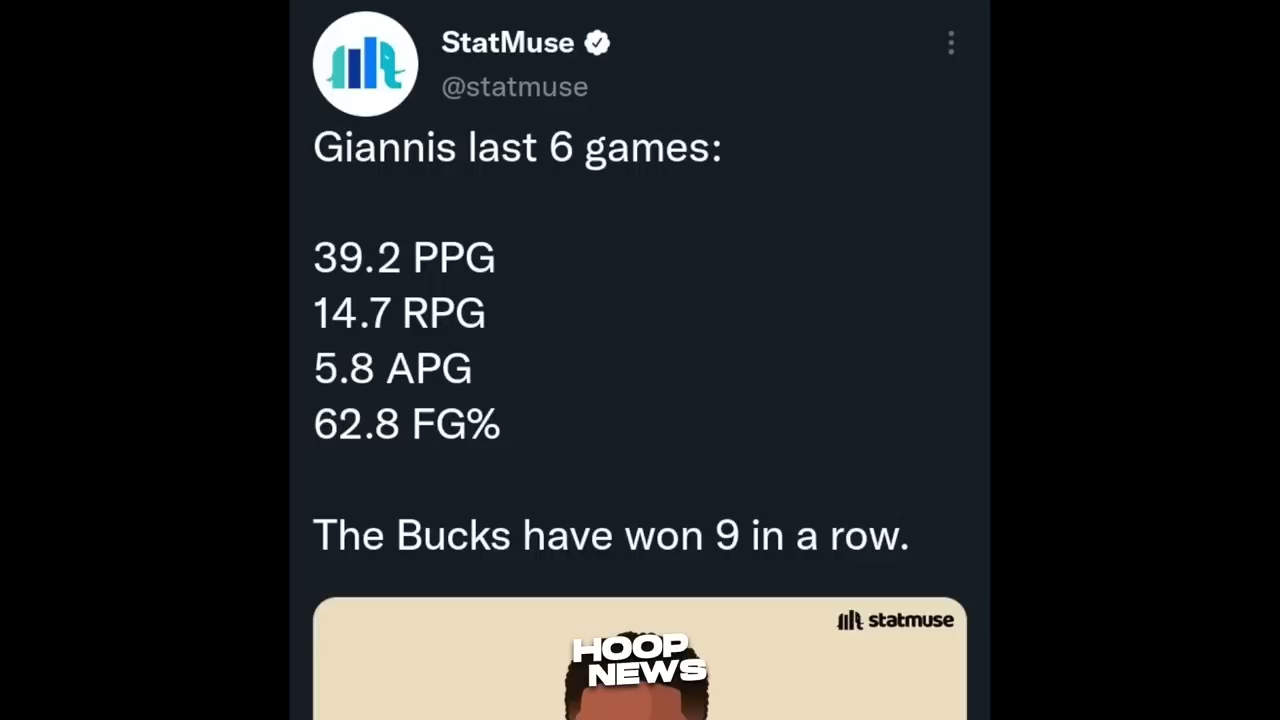 StatMuse
@statmuse
Giannis last 6 games:
39.2 PPG
14.7 RPG
5.8 APG
62.8 FG%
The Bucks have won 9 in a row.
statmuse
HOOP
NEWS